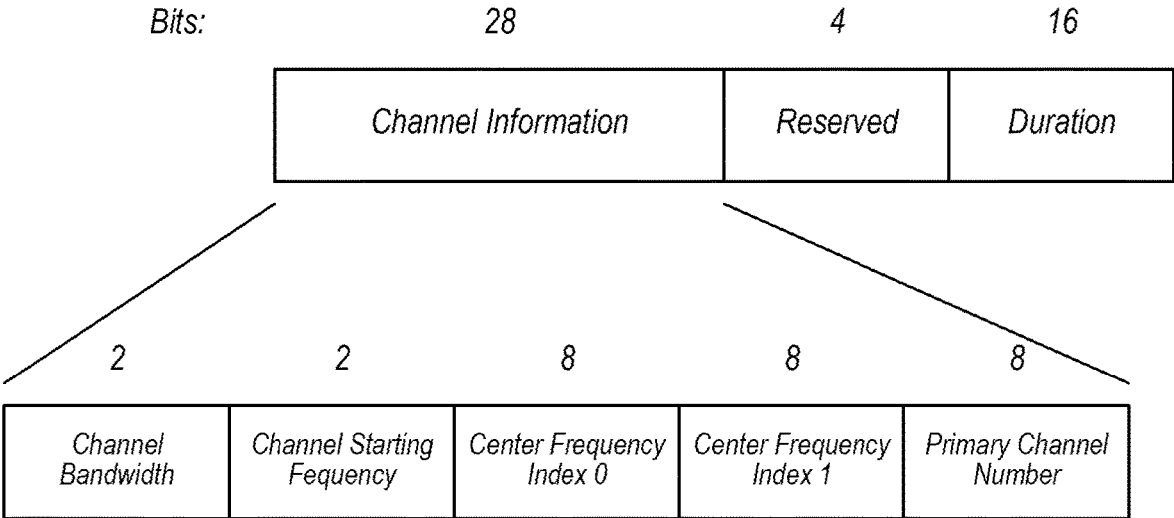 Bits: 28 4 16
Channel Information Reserved Duration
2 2 8 8 8
Channel Bandwidth
Channel Starting Fequency
Center Frequency Index 0
Center Frequency Index 1
Primary Channel Number